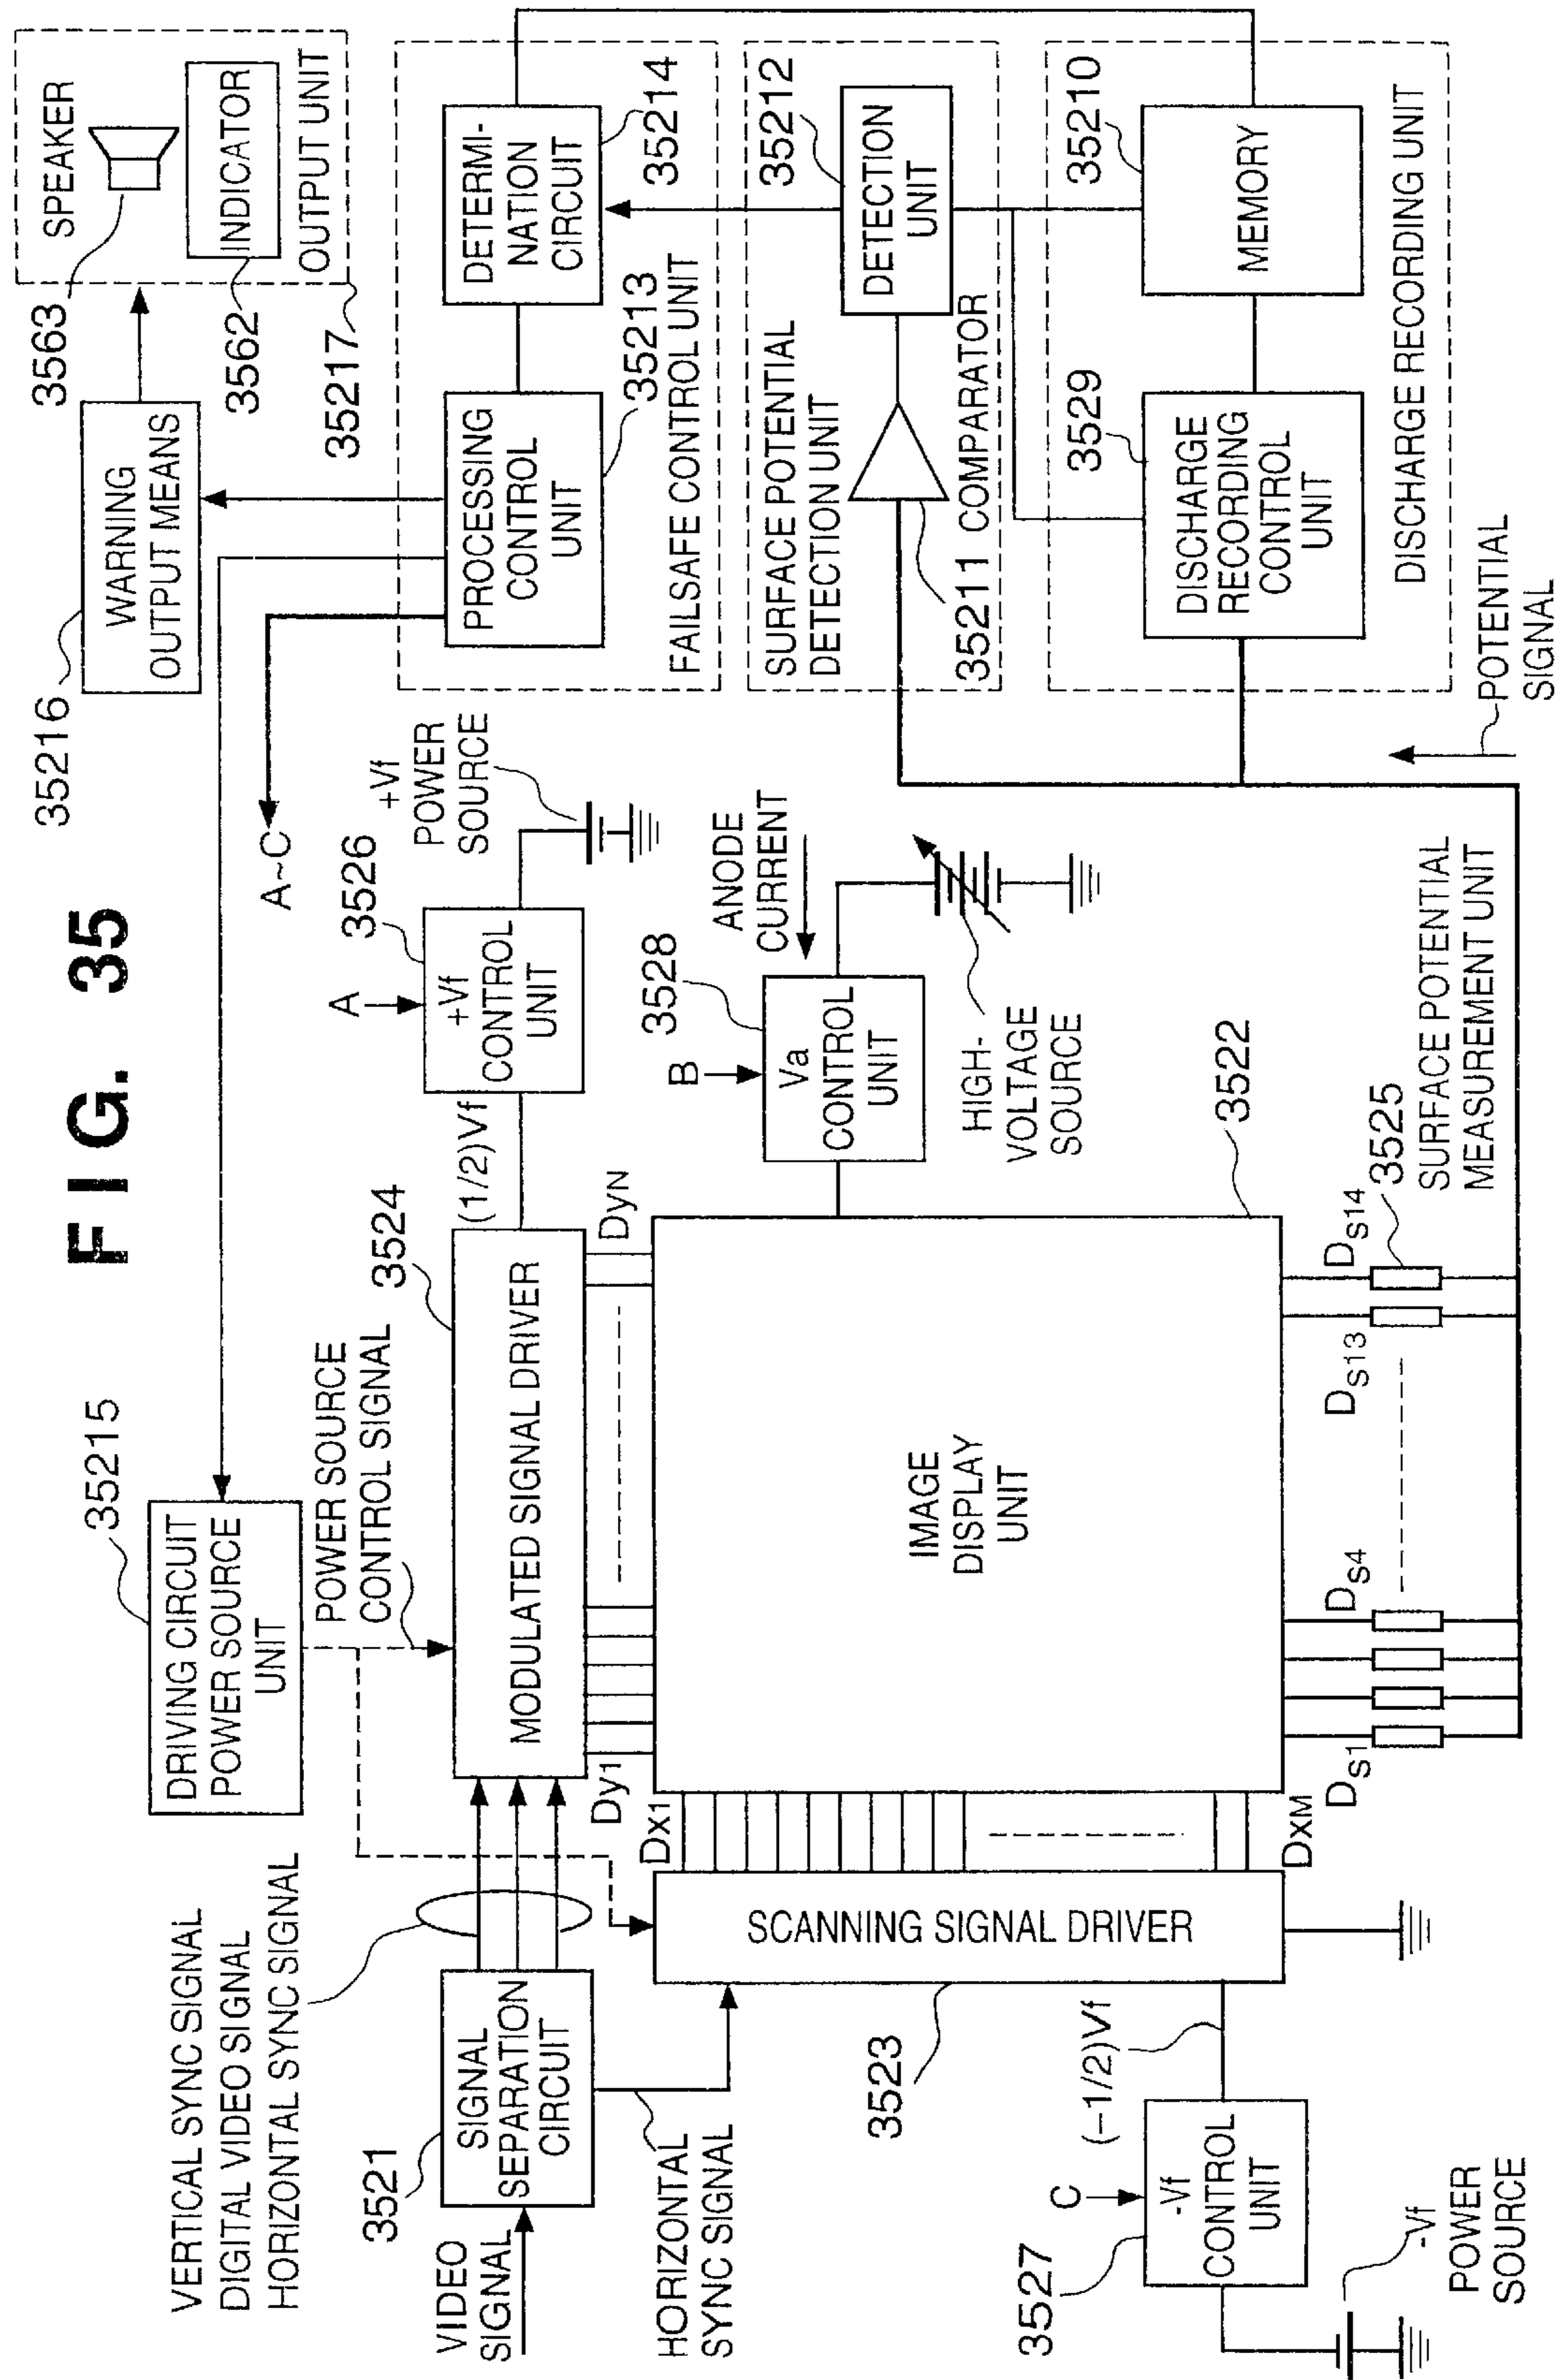 FIG. 35
VERTICAL SYNC SIGNAL
DIGITAL VIDEO SIGNAL
HORIZONTAL SYNC SIGNAL
35215
DRIVING CIRCUIT
POWER SOURCE
UNIT
POWER SOURCE
CONTROL SIGNAL
35216
WARNING
OUTPUT MEANS
3563
SPEAKER
3562
INDICATOR
OUTPUT UNIT
35217
A~C
3521
SIGNAL
SEPARATION
CIRCUIT
VIDEO
SIGNAL
HORIZONTAL
SYNC SIGNAL
3524
MODULATED SIGNAL DRIVER
(1/2)Vf
A
3526
+Vf
CONTROL
UNIT
+Vf
POWER
SOURCE
PROCESSING
CONTROL
UNIT
35213
DETERMI-
NATION
CIRCUIT
35214
FAILSAFE CONTROL UNIT
Dy1
DyN
Dx1
DxM
SCANNING SIGNAL DRIVER
3523
(-1/2)Vf
C
3527
-Vf
CONTROL
UNIT
-Vf
POWER
SOURCE
IMAGE
DISPLAY
UNIT
3522
B
3528
Va
CONTROL
UNIT
ANODE
CURRENT
HIGH-
VOLTAGE
SOURCE
SURFACE POTENTIAL
DETECTION UNIT
35211 COMPARATOR
35212
DETECTION
UNIT
3529
DISCHARGE
RECORDING
CONTROL
UNIT
35210
MEMORY
DISCHARGE RECORDING UNIT
DS1
DS4
DS13
DS14
3525
SURFACE POTENTIAL
MEASUREMENT UNIT
POTENTIAL
SIGNAL